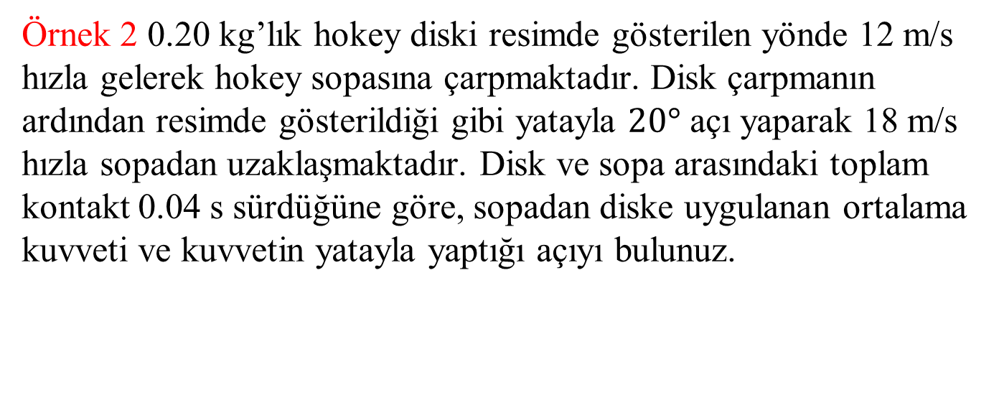 Örnek 2 0.20 kg’lık hokey diski resimde gösterilen yönde 12 m/s
hızla gelerek hokey sopasına çarpmaktadır. Disk çarpmanın
ardından resimde gösterildiği gibi yatayla 20° açı yaparak 18 m/s
hızla sopadan uzaklaşmaktadır. Disk ve sopa arasındaki toplam
kontakt 0.04 s sürdüğüne göre, sopadan diske uygulanan ortalama
kuvveti ve kuvvetin yatayla yaptığı açıyı bulunuz.